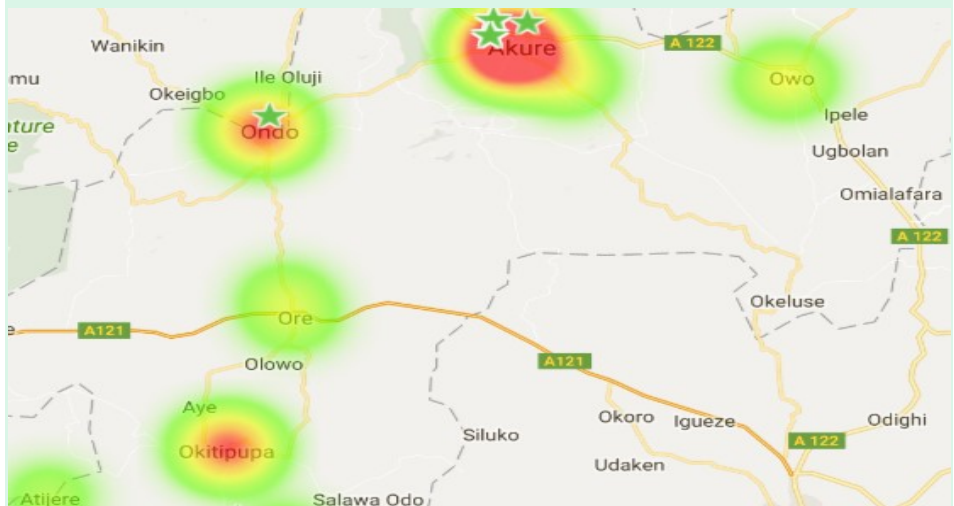 Wanikin
Akure
A 122
Ile Oluji
Owo
Okeigbo
Ipele
Ondo
Ugbolan
Omialafara
A 122
Okeluse
Ore
A121
Olowo
A121
Aye
Okoro
Igueze
Odighi
Siluko
A 122
Okitipupa
Udaken
Atijere
Salawa Odo